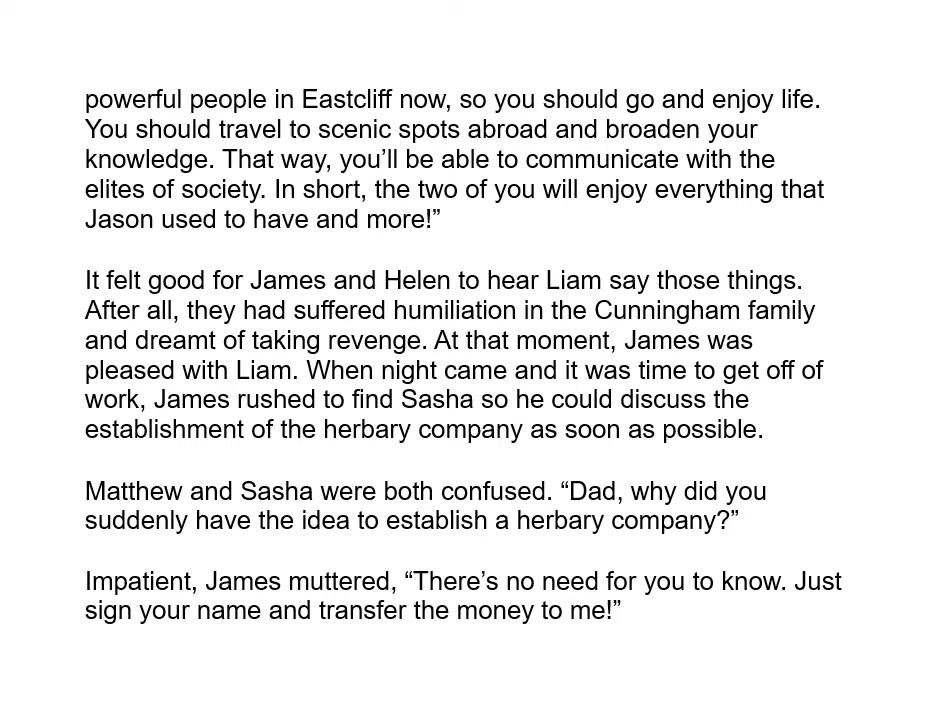 powerful people in Eastcliff now, so you should go and enjoy life.
You should travel to scenic spots abroad and broaden your
knowledge. That way, you’ll be able to communicate with the
elites of society. In short, the two of you will enjoy everything that
Jason used to have and more!”
It felt good for James and Helen to hear Liam say those things.
After all, they had suffered humiliation in the Cunningham family
and dreamt of taking revenge. At that moment, James was
pleased with Liam. When night came and it was time to get off of
work, James rushed to find Sasha so he could discuss the
establishment of the herbary company as soon as possible.
Matthew and Sasha were both confused. “Dad, why did you
suddenly have the idea to establish a herbary company?”
Impatient, James muttered, “There’s no need for you to know. Just
sign your name and transfer the money to me!”